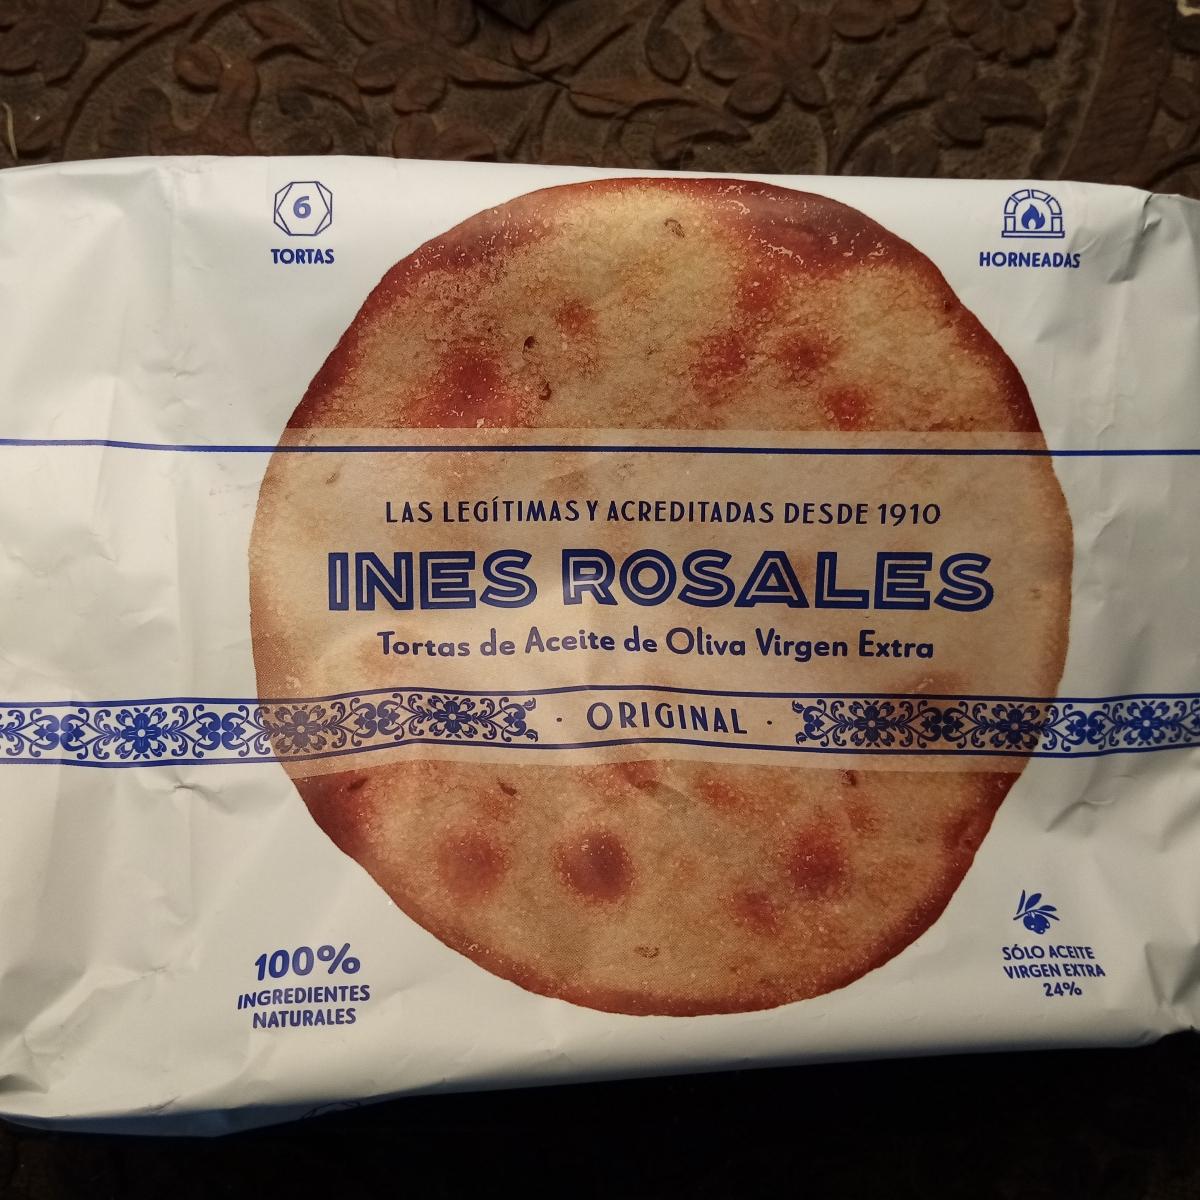 6
TORTAS
HORNEADAS
LAS LEGÍTIMAS Y ACREDITADAS DESDE 1910
INES ROSALES
Tortas de Aceite de Oliva Virgen Extra
· ORIGINAL ·
100%
INGREDIENTES
NATURALES
SÓLO ACEITE
VIRGEN EXTRA
24%